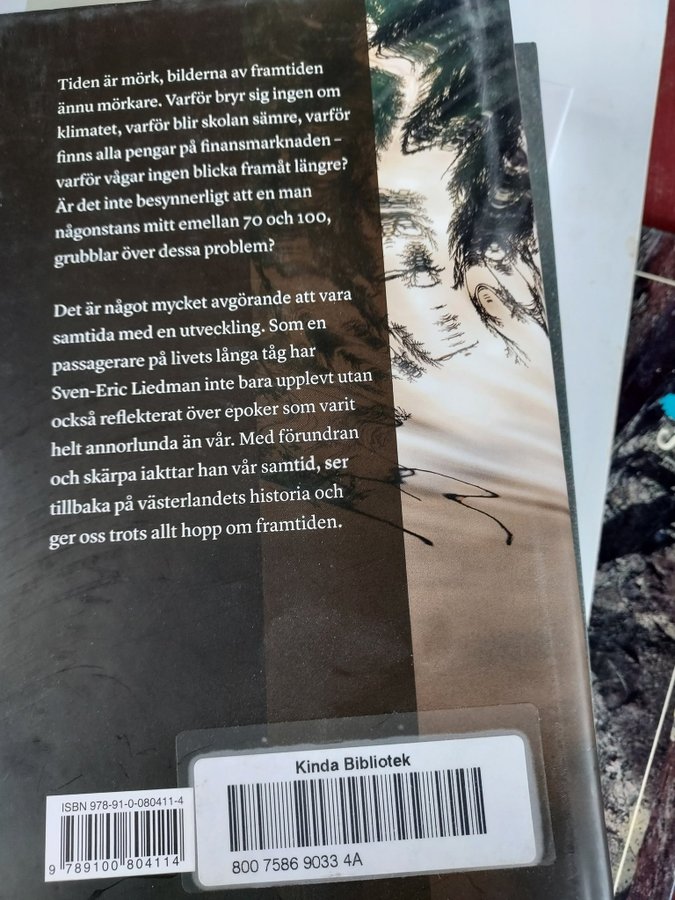 Tiden är mörk, bilderna av framtiden
ännu mörkare. Varför bryr sig ingen om
klimatet, varför blir skolan sämre, varför
finns alla pengar på finansmarknaden –
varför vågar ingen blicka framåt längre?
Är det inte besynnerligt att en man
någonstans mitt emellan 70 och 100,
grubblar över dessa problem?
Det är något mycket avgörande att vara
samtida med en utveckling. Som en
passagerare på livets långa tåg har
Sven-Eric Liedman inte bara upplevt utan
också reflekterat över epoker som varit
helt annorlunda än vår. Med förundran
och skärpa iakttar han vår samtid, ser
tillbaka på västerlandets historia och
ger oss trots allt hopp om framtiden.
Kinda Bibliotek
800 7586 9033 4A
ISBN 978-91-0-080411-4
9 789100 804114